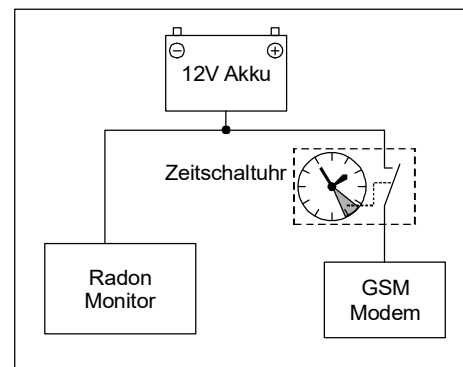 12V Akku
Zeitschaltuhr
Radon
Monitor
GSM
Modem